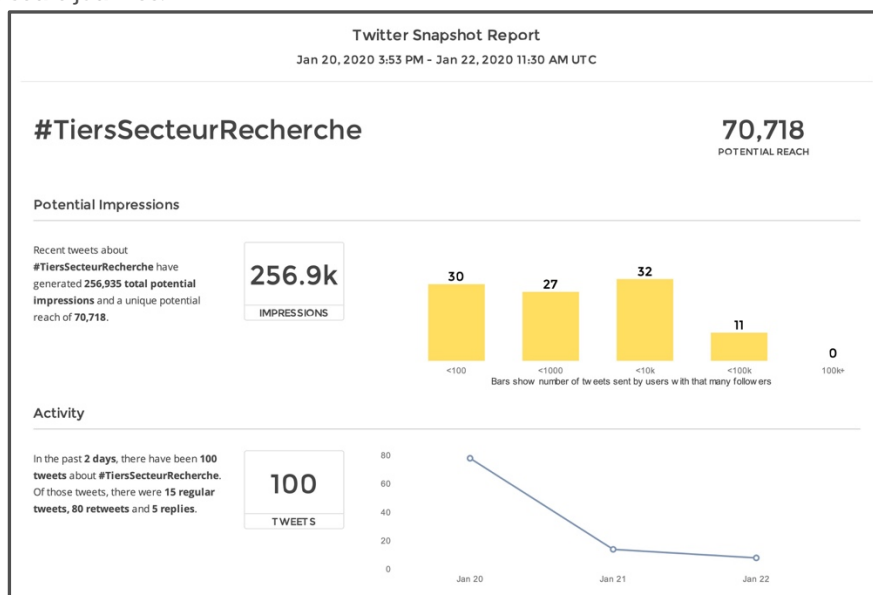 Twitter Snapshot Report
Jan 20, 2020 3:53 PM - Jan 22, 2020 11:30 AM UTC
#TiersSecteurRecherche
70,718
POTENTIAL REACH
Potential Impressions
Recent tweets about
#TiersSecteurRecherche have
generated 256,935 total potential
impressions and a unique potential
reach of 70,718.
256.9k
IMPRESSIONS
30
27
32
11
0
<100
<1000
<10k
<100k
100k+
Bars show number of tweets sent by users with that many followers
Activity
In the past 2 days, there have been 100
tweets about #TiersSecteurRecherche.
Of those tweets, there were 15 regular
tweets, 80 retweets and 5 replies.
100
TWEETS
80
60
40
20
0
Jan 20
Jan 21
Jan 22